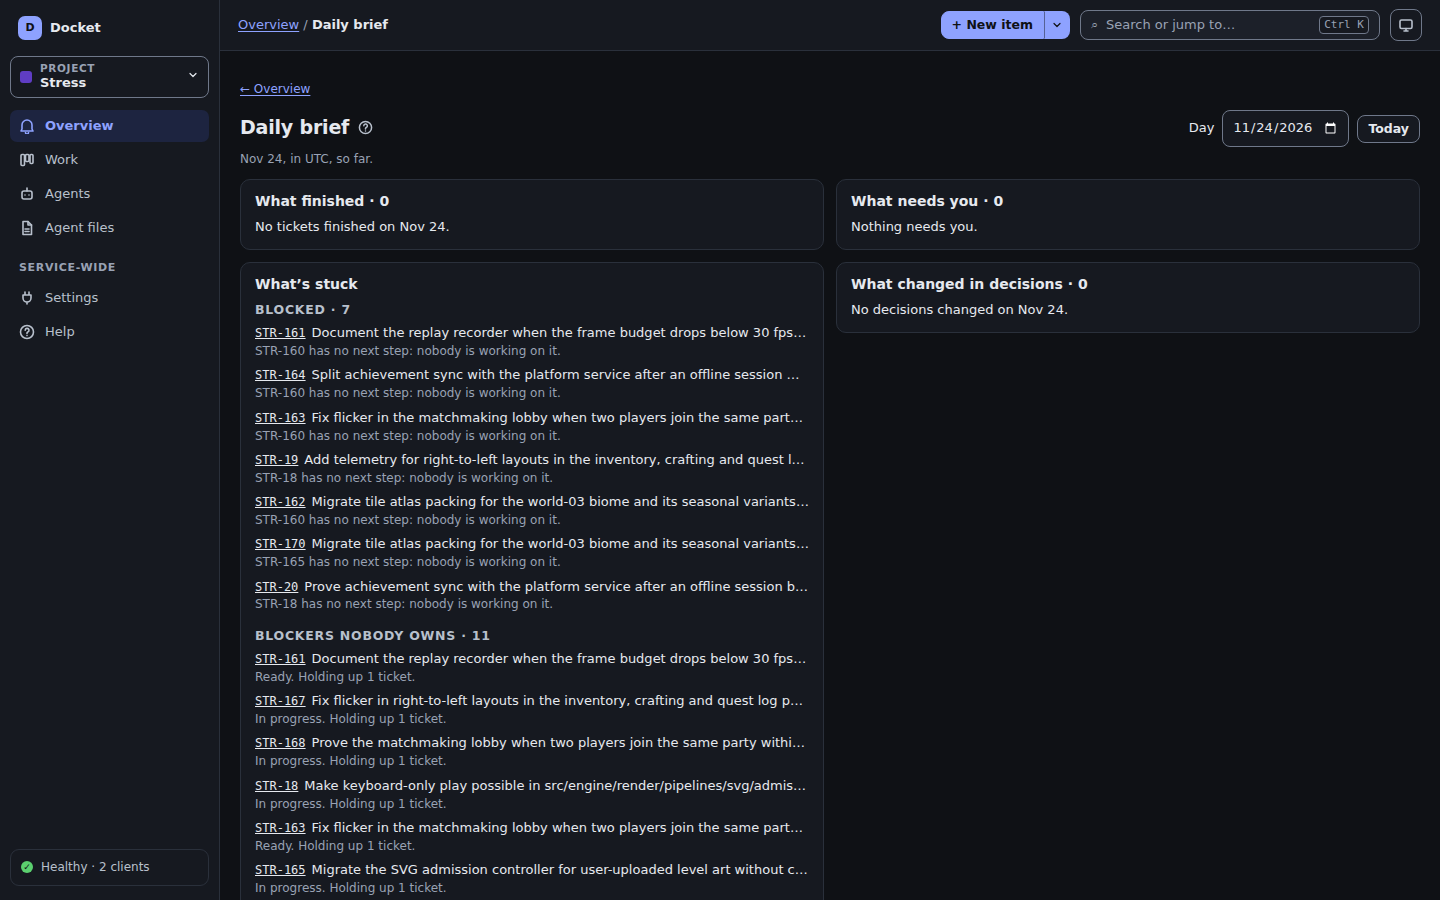 D Docket
PROJECT
Stress
Overview
Work
Agents
Agent files
SERVICE-WIDE
Settings
Help
Healthy · 2 clients
Overview / Daily brief
+ New item
Search or jump to…
Ctrl K
← Overview
Daily brief
Day 11/24/2026 Today
Nov 24, in UTC, so far.
What finished · 0
No tickets finished on Nov 24.
What needs you · 0
Nothing needs you.
What’s stuck
BLOCKED · 7
STR-161 Document the replay recorder when the frame budget drops below 30 fps…
STR-160 has no next step: nobody is working on it.
STR-164 Split achievement sync with the platform service after an offline session …
STR-160 has no next step: nobody is working on it.
STR-163 Fix flicker in the matchmaking lobby when two players join the same part…
STR-160 has no next step: nobody is working on it.
STR-19 Add telemetry for right-to-left layouts in the inventory, crafting and quest l…
STR-18 has no next step: nobody is working on it.
STR-162 Migrate tile atlas packing for the world-03 biome and its seasonal variants…
STR-160 has no next step: nobody is working on it.
STR-170 Migrate tile atlas packing for the world-03 biome and its seasonal variants…
STR-165 has no next step: nobody is working on it.
STR-20 Prove achievement sync with the platform service after an offline session b…
STR-18 has no next step: nobody is working on it.
BLOCKERS NOBODY OWNS · 11
STR-161 Document the replay recorder when the frame budget drops below 30 fps…
Ready. Holding up 1 ticket.
STR-167 Fix flicker in right-to-left layouts in the inventory, crafting and quest log p…
In progress. Holding up 1 ticket.
STR-168 Prove the matchmaking lobby when two players join the same party withi…
In progress. Holding up 1 ticket.
STR-18 Make keyboard-only play possible in src/engine/render/pipelines/svg/admis…
In progress. Holding up 1 ticket.
STR-163 Fix flicker in the matchmaking lobby when two players join the same part…
Ready. Holding up 1 ticket.
STR-165 Migrate the SVG admission controller for user-uploaded level art without c…
In progress. Holding up 1 ticket.
What changed in decisions · 0
No decisions changed on Nov 24.